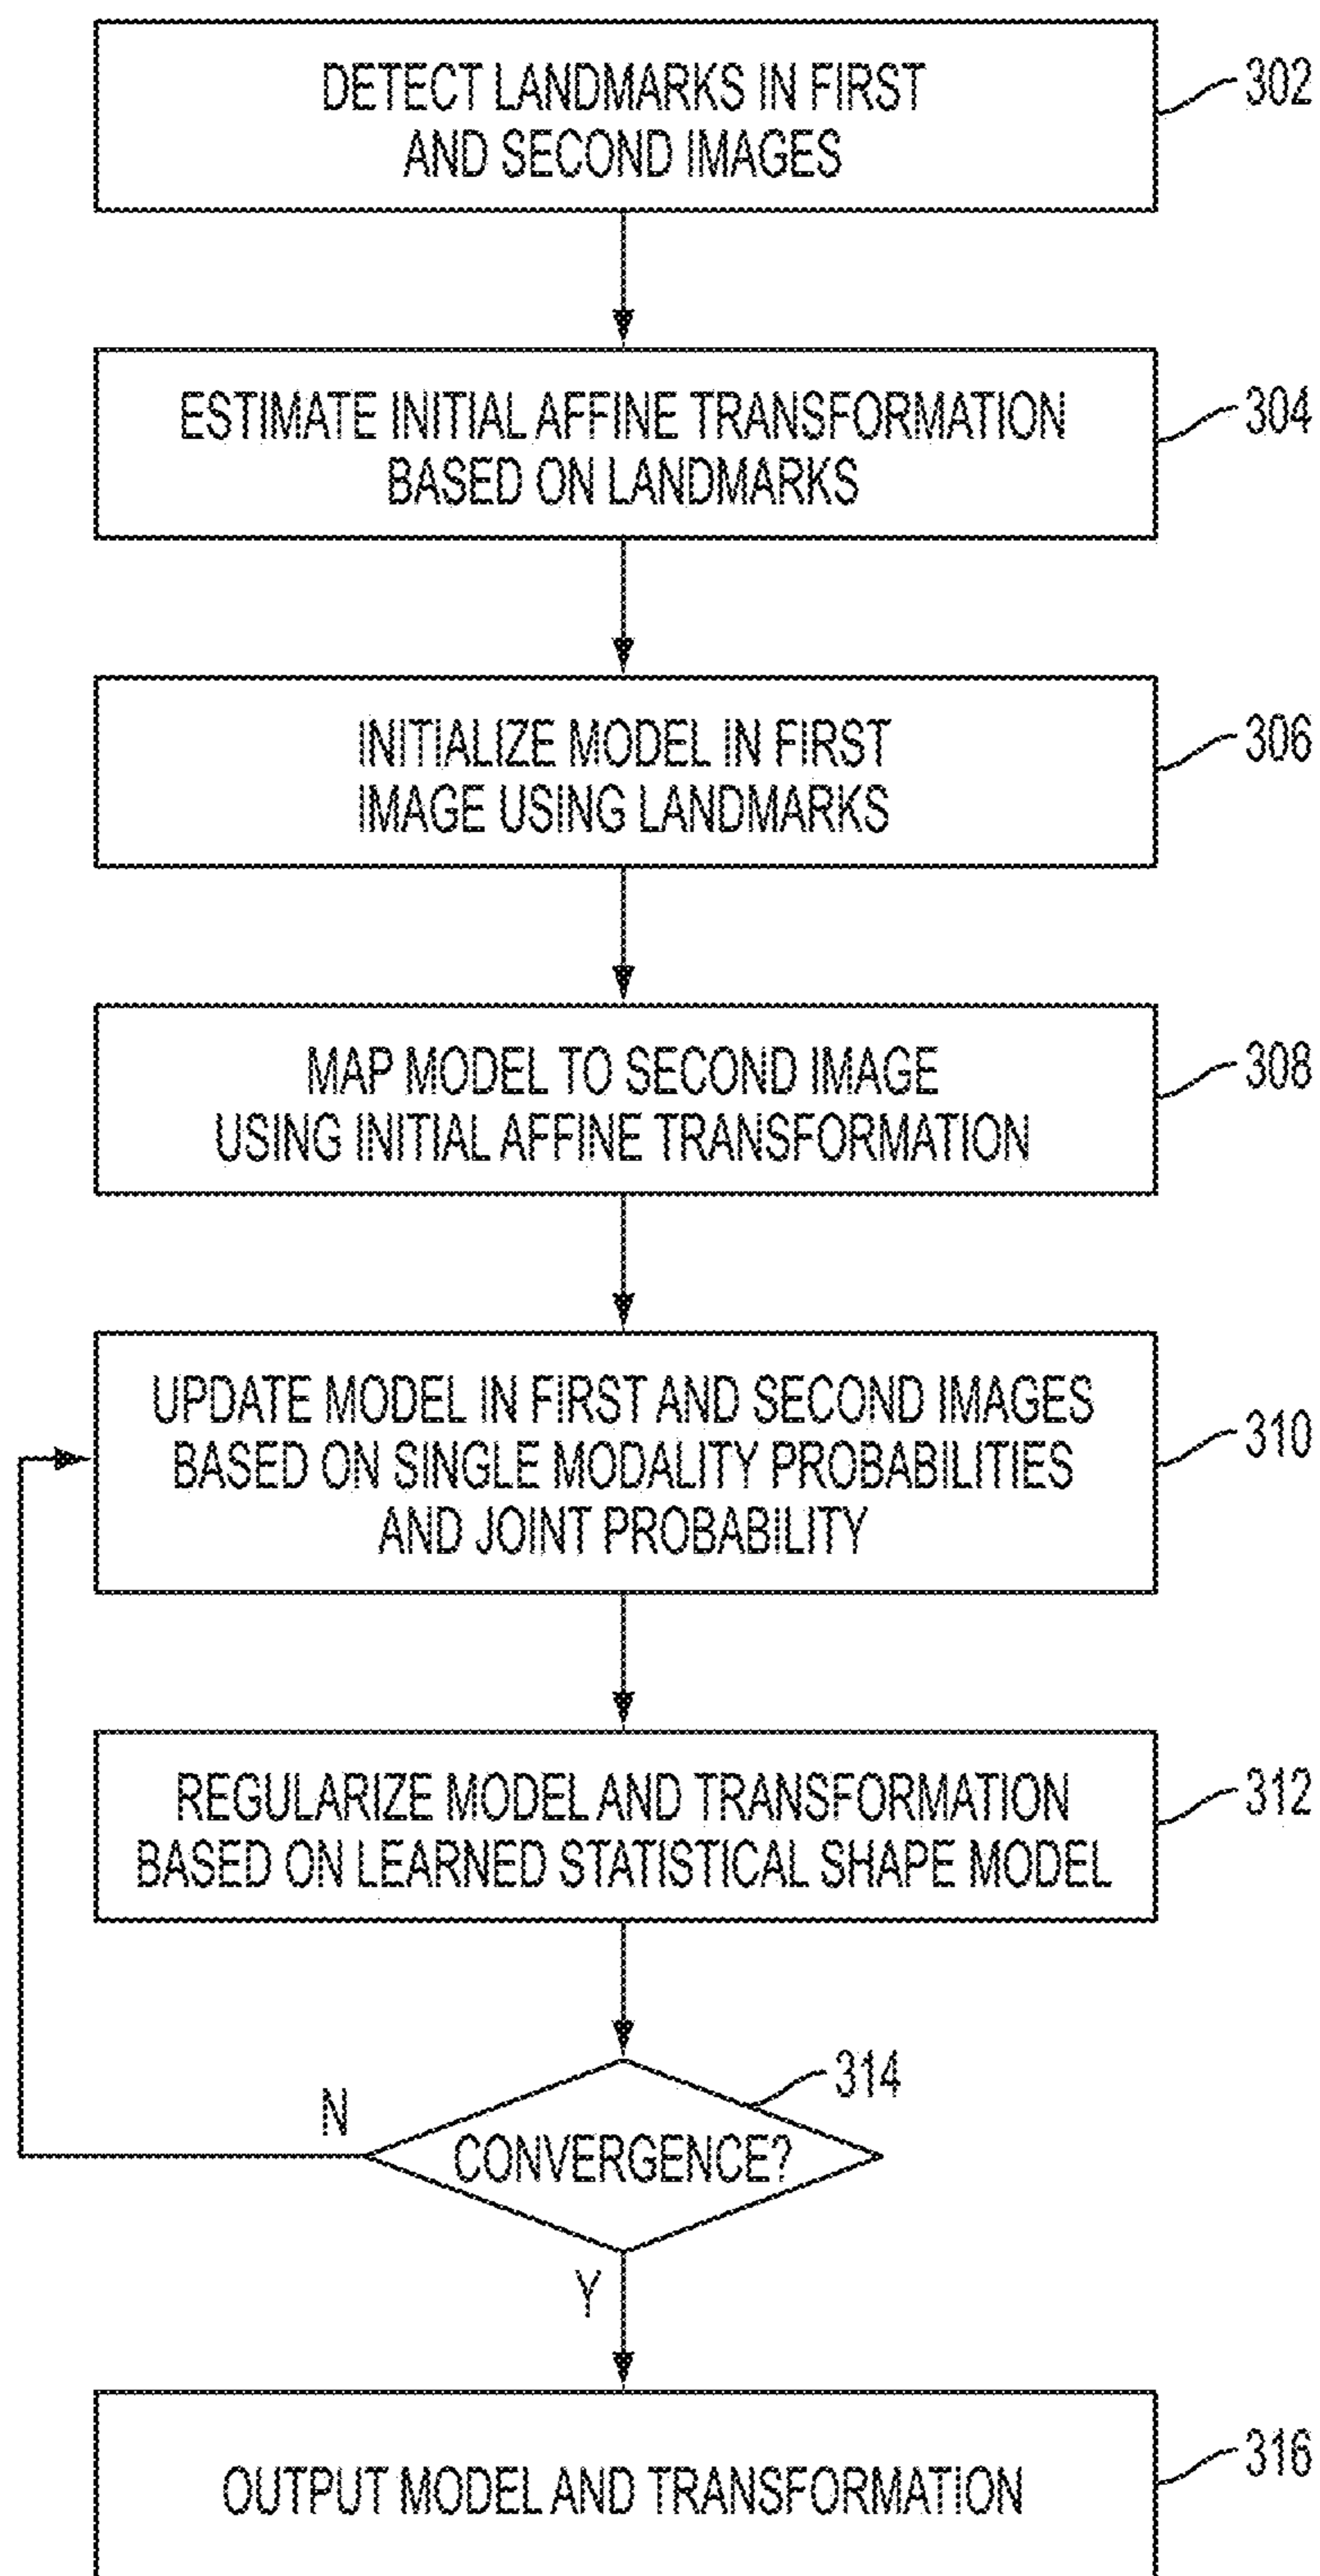 DETECT LANDMARKS IN FIRST
AND SECOND IMAGES
302
ESTIMATE INITIAL AFFINE TRANSFORMATION
BASED ON LANDMARKS
304
INITIALIZE MODEL IN FIRST
IMAGE USING LANDMARKS
306
MAP MODEL TO SECOND IMAGE
USING INITIAL AFFINE TRANSFORMATION
308
UPDATE MODEL IN FIRST AND SECOND IMAGES
BASED ON SINGLE MODALITY PROBABILITIES
AND JOINT PROBABILITY
310
REGULARIZE MODEL AND TRANSFORMATION
BASED ON LEARNED STATISTICAL SHAPE MODEL
312
314
N
CONVERGENCE?
Y
OUTPUT MODEL AND TRANSFORMATION
316